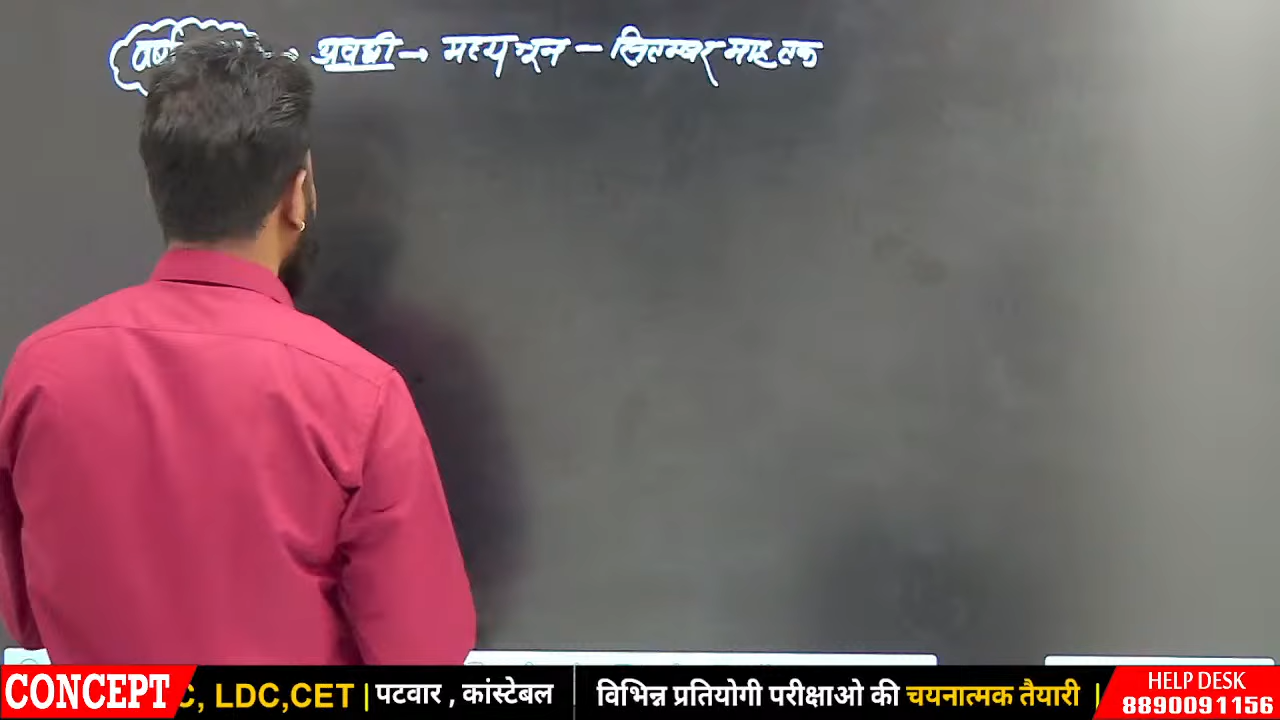 → अवधी → मध्य जून – सितम्बर माह तक
CONCEPT
C, LDC,CET | पटवार , कांस्टेबल | विभिन्न प्रतियोगी परीक्षाओ की चयनात्मक तैयारी |
HELP DESK
8890091156